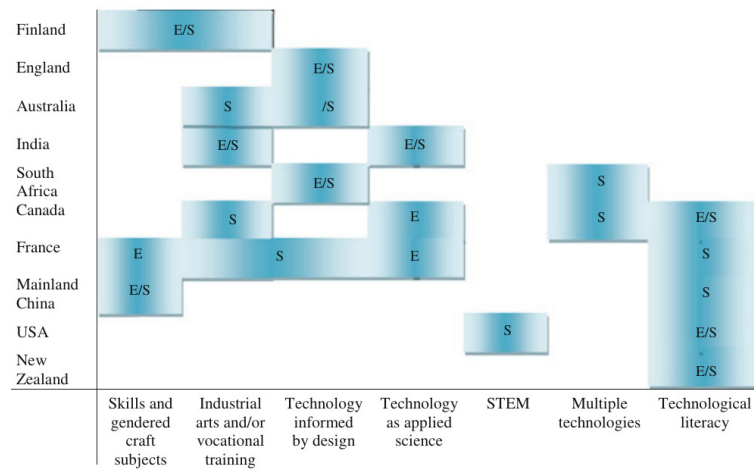 Finland E/S
England E/S
Australia S /S
India E/S E/S
South E/S S
Africa
Canada S E S E/S
France E S E S
Mainland E/S S
China
USA S E/S
New E/S
Zealand
Skills and Industrial Technology Technology STEM Multiple Technological
gendered arts and/or informed as applied technologies literacy
craft vocational by design science
subjects training